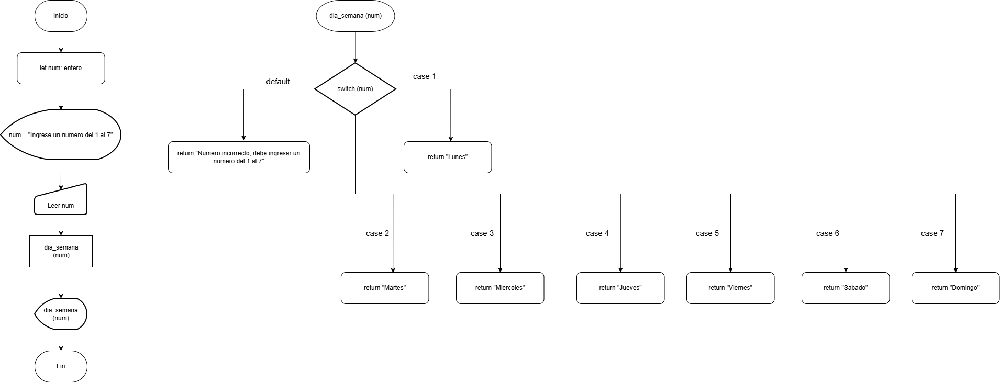 Inicio
let num: entero
num = "Ingrese un numero del 1 al 7"
Leer num
dia_semana
(num)
dia_semana
(num)
Fin
dia_semana (num)
switch (num)
default
case 1
return "Numero incorrecto, debe ingresar un
numero del 1 al 7"
return "Lunes"
case 2
case 3
case 4
case 5
case 6
case 7
return "Martes"
return "Miercoles"
return "Jueves"
return "Viernes"
return "Sabado"
return "Domingo"